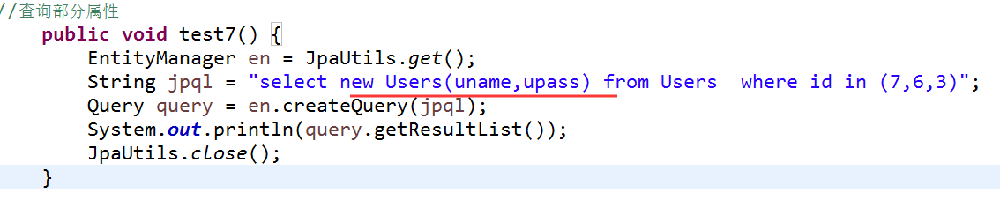 //查询部分属性
public void test7() {
EntityManager en = JpaUtils.get();
String jpql = "select new Users(uname,upass) from Users  where id in (7,6,3)";
Query query = en.createQuery(jpql);
System.out.println(query.getResultList());
JpaUtils.close();
}